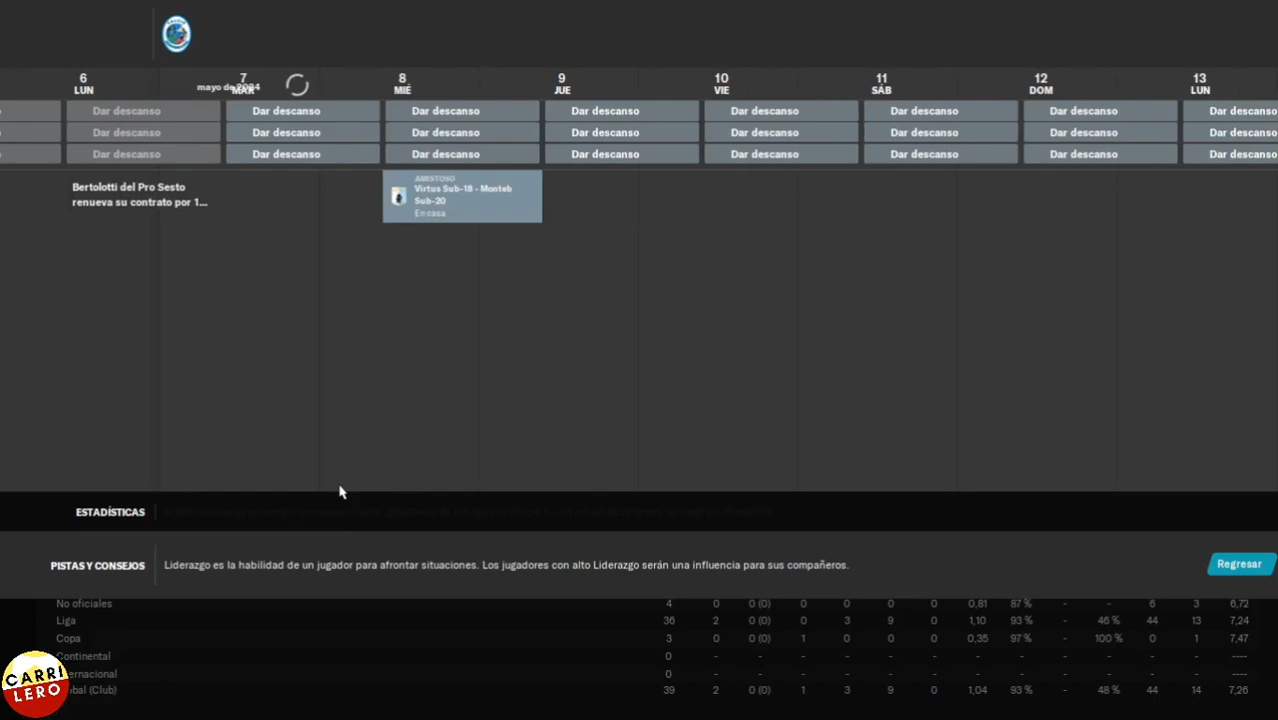 6 7 8 9 10 11 12 13
LUN mayo de 2024 MAR MIÉ JUE VIE SÁB DOM LUN
Dar descanso Dar descanso Dar descanso Dar descanso Dar descanso Dar descanso Dar descanso Dar descanso
Dar descanso Dar descanso Dar descanso Dar descanso Dar descanso Dar descanso Dar descanso Dar descanso
Dar descanso Dar descanso Dar descanso Dar descanso Dar descanso Dar descanso Dar descanso Dar descanso
Bertolotti del Pro Sesto
renueva su contrato por 1...
AMISTOSO
Virtus Sub-18 - Monteb
Sub-20
En casa
ESTADÍSTICAS
PISTAS Y CONSEJOS Liderazgo es la habilidad de un jugador para afrontar situaciones. Los jugadores con alto Liderazgo serán una influencia para sus compañeros. Regresar
No oficiales 4 0 0 (0) 0 0 0 0 0,81 87 % - - 6 3 6,72
Liga 36 2 0 (0) 0 3 9 0 1,10 93 % - 46 % 44 13 7,24
Copa 3 0 0 (0) 1 0 0 0 0,35 97 % - 100 % 0 1 7,47
Continental 0 - - - - - - - - - - - - ----
ernacional 0 - - - - - - - - - - - - ----
bal (Club) 39 2 0 (0) 1 3 9 0 1,04 93 % - 48 % 44 14 7,26
CARRI
LERO